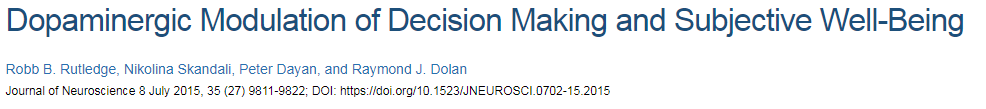 Dopaminergic Modulation of Decision Making and Subjective Well-Being
Robb B. Rutledge, Nikolina Skandali, Peter Dayan, and Raymond J. Dolan
Journal of Neuroscience 8 July 2015, 35 (27) 9811-9822; DOI: https://doi.org/10.1523/JNEUROSCI.0702-15.2015